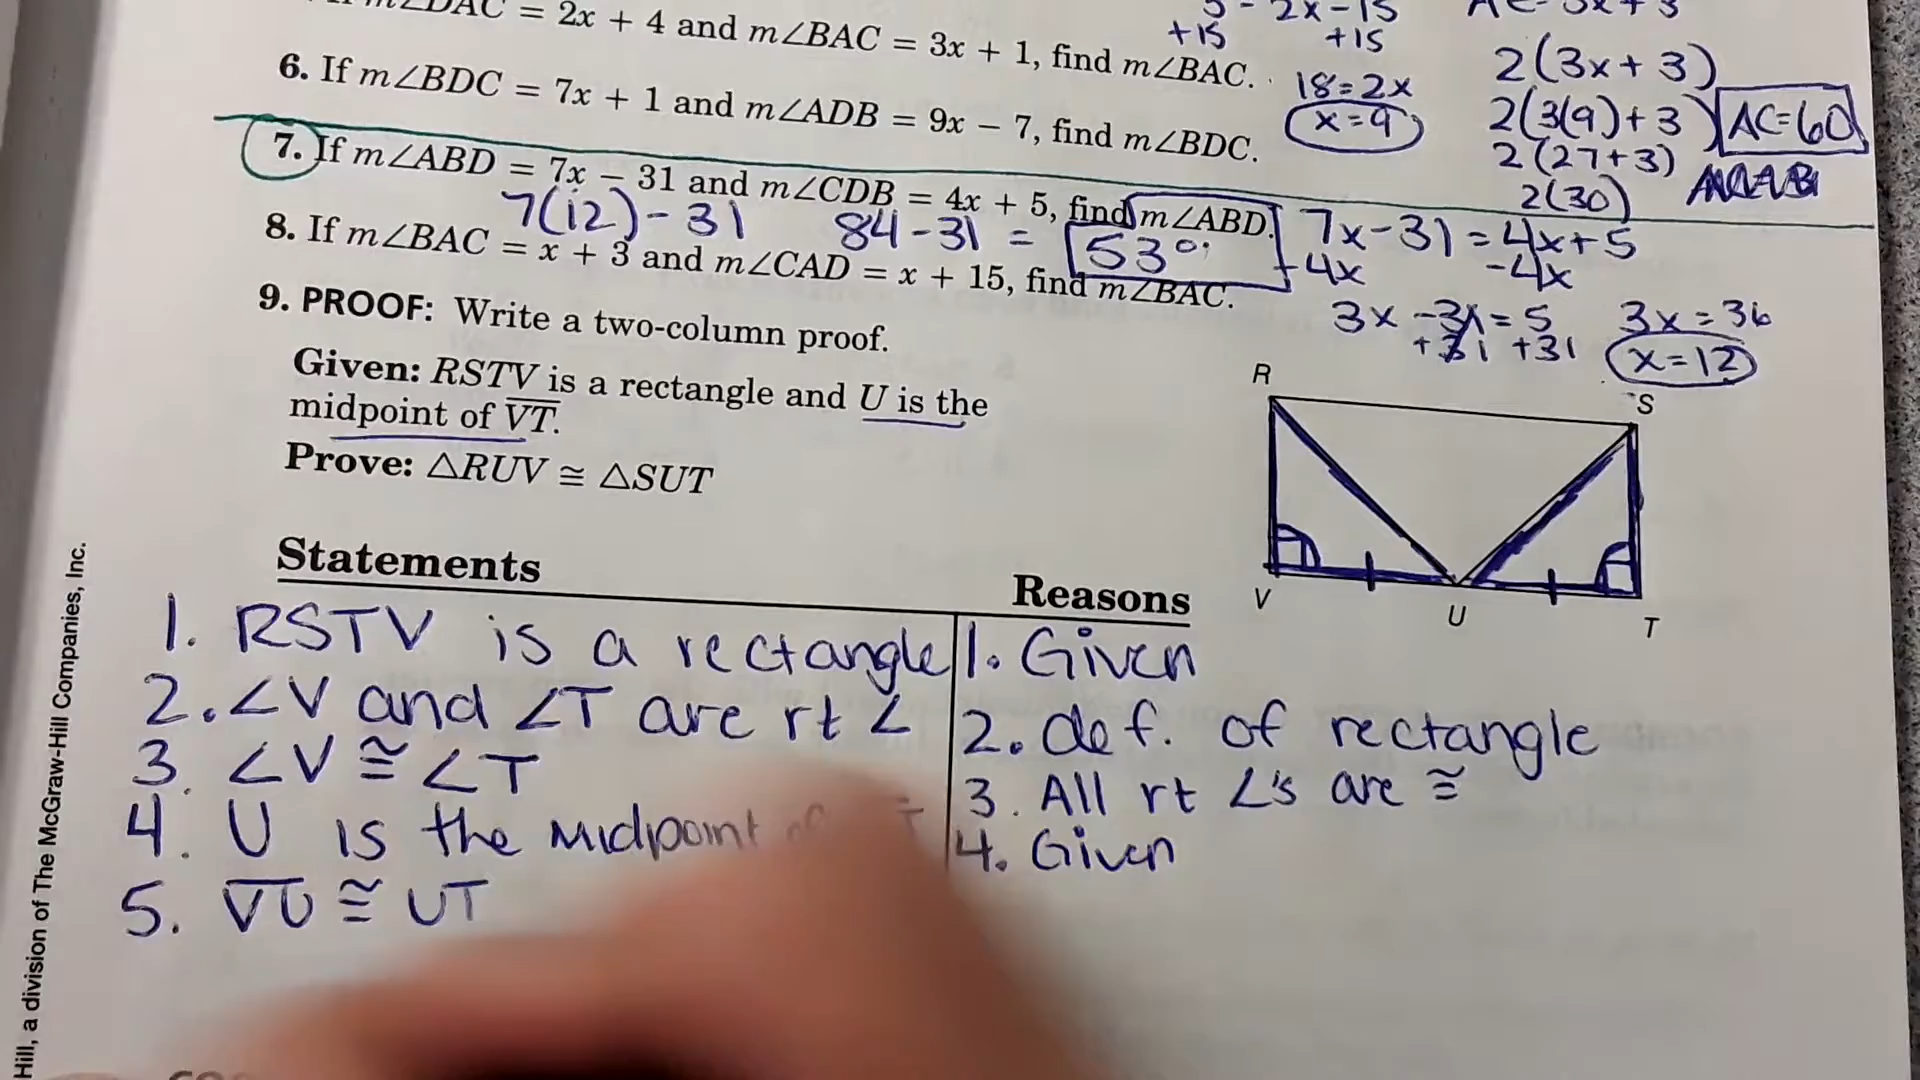 = 2x + 4 and m∠BAC = 3x + 1, find m∠BAC.
6. If m∠BDC = 7x + 1 and m∠ADB = 9x − 7, find m∠BDC.
7. If m∠ABD = 7x − 31 and m∠CDB = 4x + 5, find m∠ABD.
7(12) - 31 84 - 31 = 53°
8. If m∠BAC = x + 3 and m∠CAD = x + 15, find m∠BAC.
9. PROOF: Write a two-column proof.
Given: RSTV is a rectangle and U is the
midpoint of V̅T̅.
Prove: △RUV ≅ △SUT
2x-15
+15 +15
18=2x
x=9
2(3x+3)
2(3(9)+3)
2(27+3)
2(30)
AC=60
7x-31=4x+5
-4x -4x
3x-31=5
+31 +31
3x=36
x=12
R
S
V
U
T
Statements
Reasons
1. RSTV is a rectangle
1. Given
2. ∠V and ∠T are rt ∠
2. def. of rectangle
3. ∠V ≅ ∠T
3. All rt ∠'s are ≅
4. U is the midpoint
4. Given
5. V̅U̅ ≅ UT
Hill, a division of The McGraw-Hill Companies, Inc.